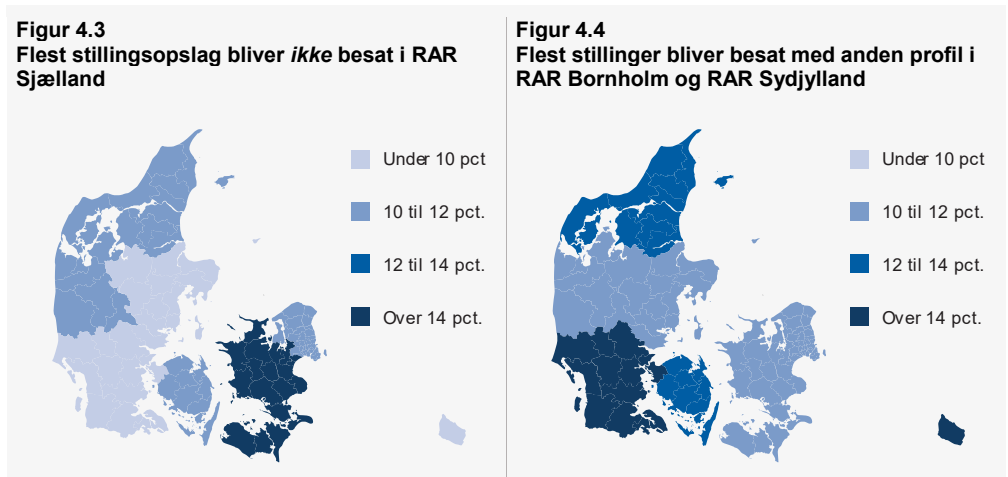 Figur 4.3
Flest stillingsopslag bliver ikke besat i RAR
Sjælland
Under 10 pct
10 til 12 pct.
12 til 14 pct.
Over 14 pct.
Figur 4.4
Flest stillinger bliver besat med anden profil i
RAR Bornholm og RAR Sydjylland
Under 10 pct
10 til 12 pct.
12 til 14 pct.
Over 14 pct.